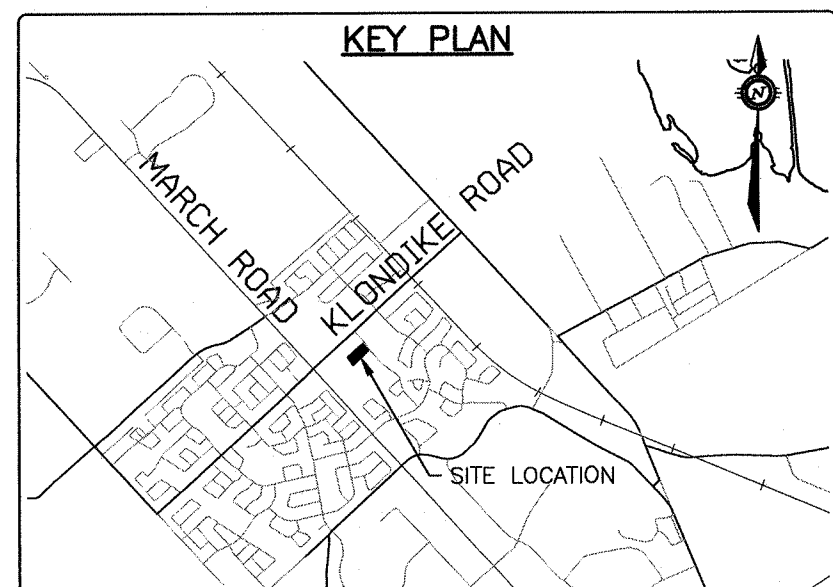 KEY PLAN
N
MARCH ROAD
KLONDIKE ROAD
SITE LOCATION